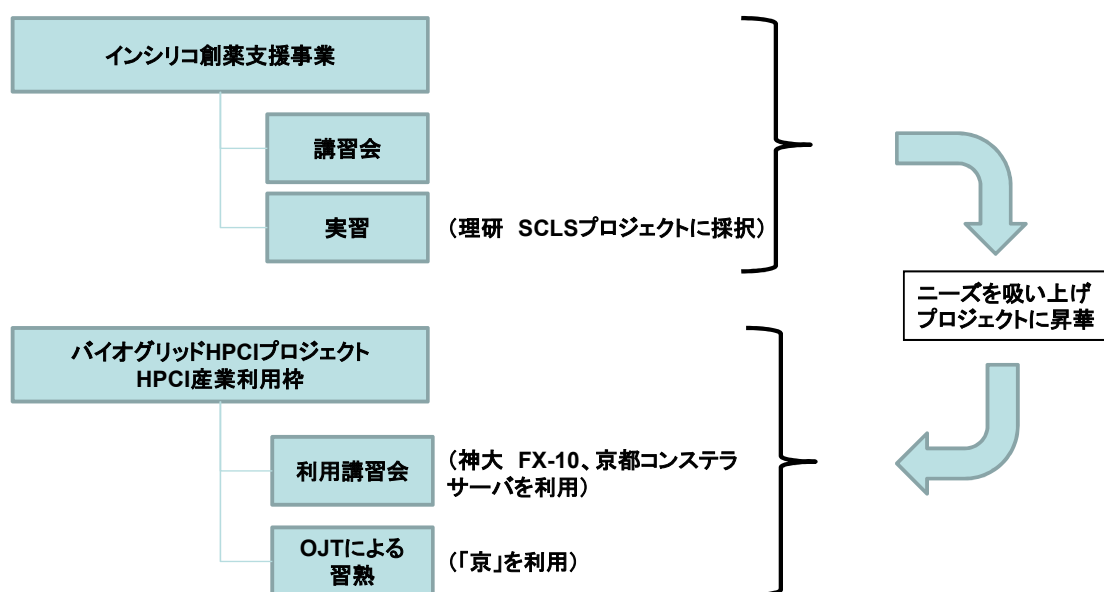 インシリコ創薬支援事業
講習会
実習
（理研　SCLSプロジェクトに採択）
ニーズを吸い上げ
プロジェクトに昇華
バイオグリッドHPCIプロジェクト
HPCI産業利用枠
利用講習会
（神大　FX-10、京都コンステラ
サーバを利用）
OJTによる
習熟
（「京」を利用）